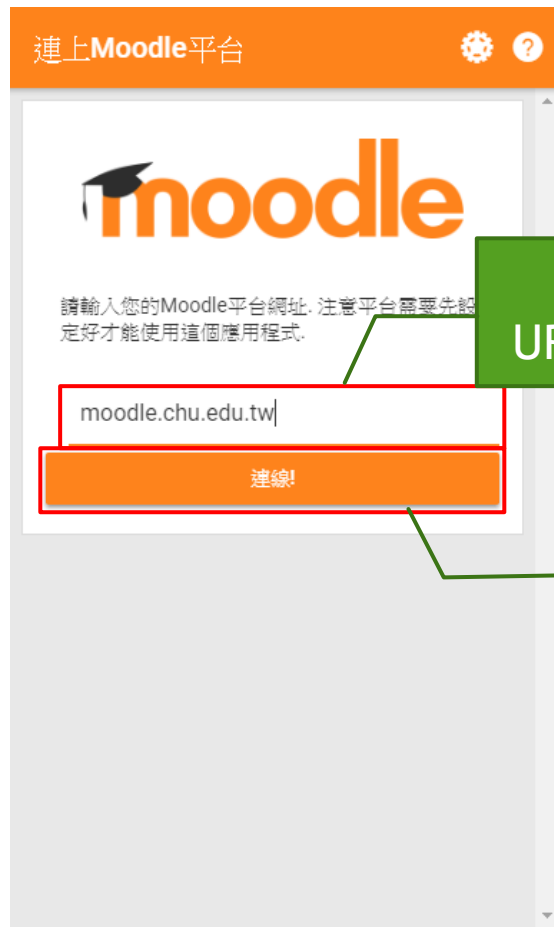 連上Moodle平台
moodle
請輸入您的Moodle平台網址. 注意平台需要先設
定好才能使用這個應用程式.
moodle.chu.edu.tw
連線!